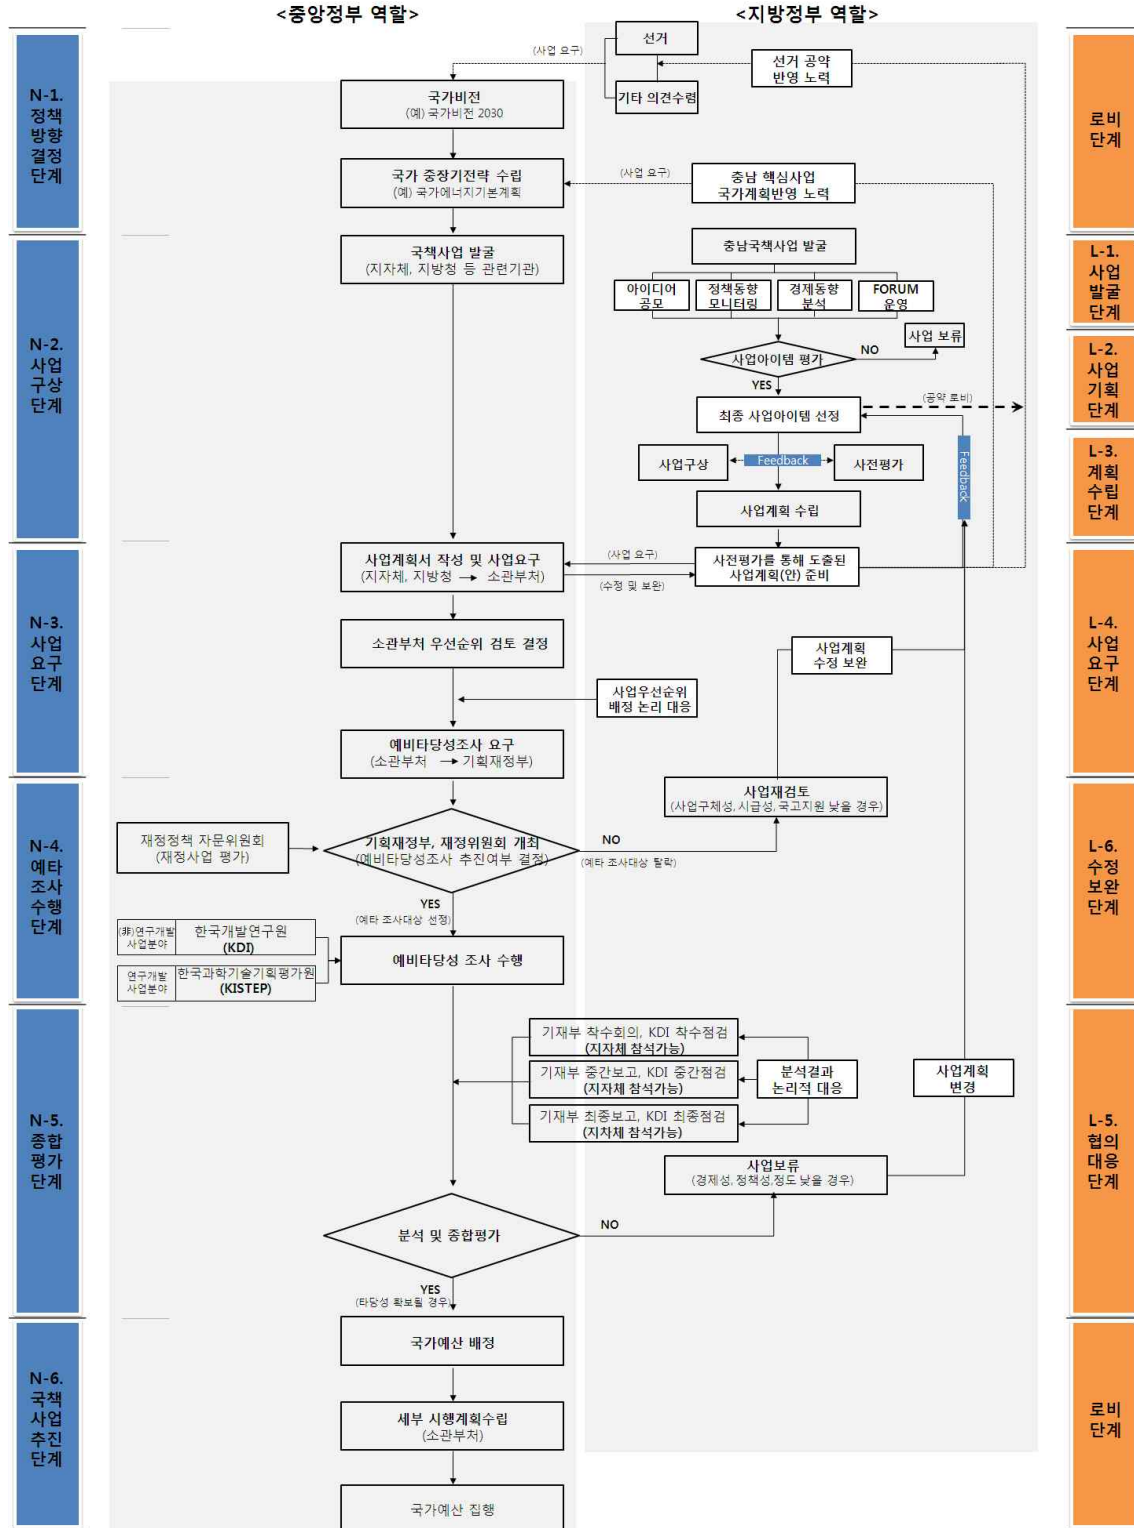 <중앙정부 역할>
<지방정부 역할>
N-1.
정책
방향
결정
단계
국가비전
(예) 국가비전 2030
국가 중장기전략 수립
(예) 국가에너지기본계획
(사업 요구)
선거
기타 의견수렴
선거 공약
반영 노력
(사업 요구)
충남 핵심사업
국가계획반영 노력
로비
단계
N-2.
사업
구상
단계
국책사업 발굴
(지자체, 지방청 등 관련기관)
충남국책사업 발굴
아이디어
공모
정책동향
모니터링
경제동향
분석
FORUM
운영
사업아이템 평가
NO
사업 보류
YES
최종 사업아이템 선정
(공약 로비)
사업구상
Feedback
사전평가
Feedback
사업계획 수립
L-1.
사업
발굴
단계
L-2.
사업
기획
단계
L-3.
계획
수립
단계
N-3.
사업
요구
단계
사업계획서 작성 및 사업요구
(지자체, 지방청 → 소관부처)
(사업 요구)
(수정 및 보완)
사전평가를 통해 도출된
사업계획(안) 준비
소관부처 우선순위 검토 결정
사업우선순위
배정 논리 대응
사업계획
수정 보완
예비타당성조사 요구
(소관부처 → 기획재정부)
L-4.
사업
요구
단계
N-4.
예타
조사
수행
단계
재정정책 자문위원회
(재정사업 평가)
기획재정부, 재정위원회 개최
(예비타당성조사 추진여부 결정)
NO
(예타 조사대상 탈락)
사업재검토
(사업구체성, 시급성, 국고지원 낮을 경우)
YES
(예타 조사대상 선정)
(非)연구개발
사업분야
한국개발연구원
(KDI)
연구개발
사업분야
한국과학기술기획평가원
(KISTEP)
예비타당성 조사 수행
L-6.
수정
보완
단계
N-5.
종합
평가
단계
기재부 착수회의, KDI 착수점검
(지자체 참석가능)
기재부 중간보고, KDI 중간점검
(지자체 참석가능)
기재부 최종보고, KDI 최종점검
(지차체 참석가능)
분석결과
논리적 대응
사업계획
변경
사업보류
(경제성, 정책성,정도 낮을 경우)
분석 및 종합평가
NO
YES
(타당성 확보될 경우)
L-5.
협의
대응
단계
N-6.
국책
사업
추진
단계
국가예산 배정
세부 시행계획수립
(소관부처)
국가예산 집행
로비
단계